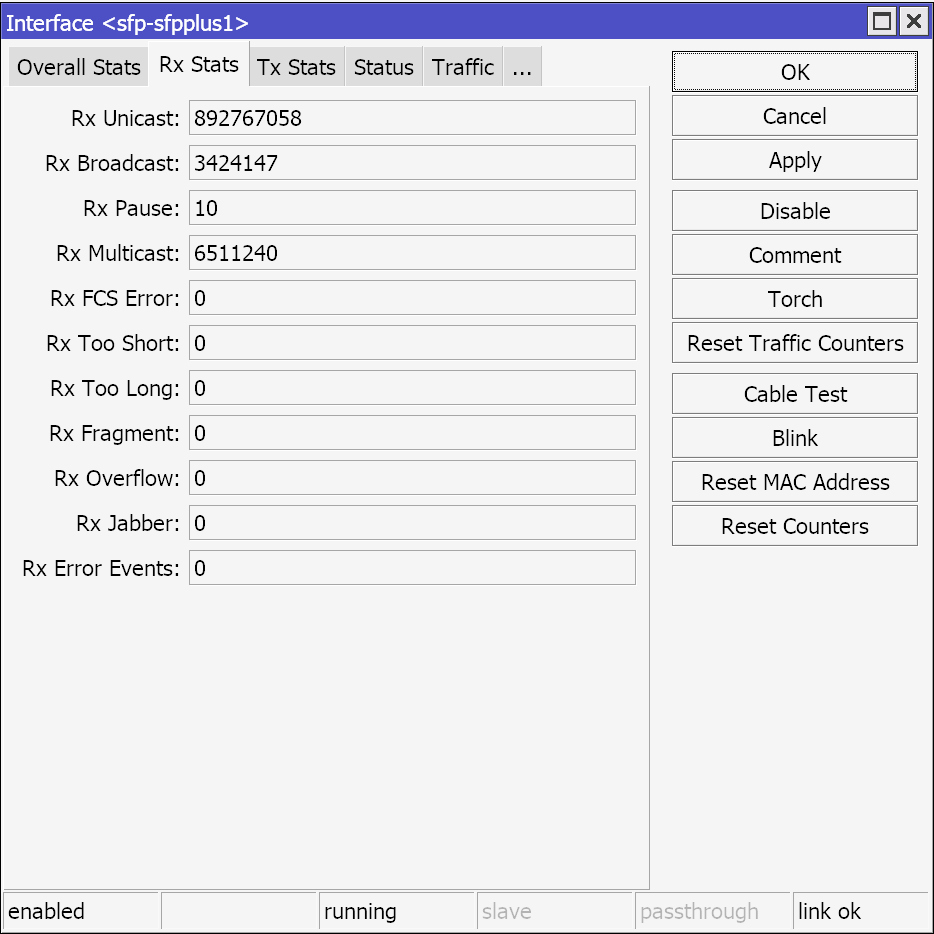 Interface <sfp-sfpplus1>
Overall Stats Rx Stats Tx Stats Status Traffic ...
Rx Unicast: 892767058
Rx Broadcast: 3424147
Rx Pause: 10
Rx Multicast: 6511240
Rx FCS Error: 0
Rx Too Short: 0
Rx Too Long: 0
Rx Fragment: 0
Rx Overflow: 0
Rx Jabber: 0
Rx Error Events: 0
OK
Cancel
Apply
Disable
Comment
Torch
Reset Traffic Counters
Cable Test
Blink
Reset MAC Address
Reset Counters
enabled running slave passthrough link ok